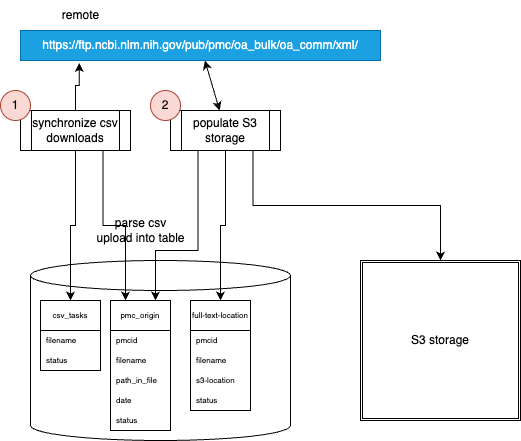 remote
https://ftp.ncbi.nlm.nih.gov/pub/pmc/oa_bulk/oa_comm/xml/
1
synchronize csv
downloads
2
populate S3
storage
parse csv
upload into table
csv_tasks
filename
status
pmc_origin
pmcid
filename
path_in_file
date
status
full-text-location
pmcid
filename
s3-location
status
S3 storage